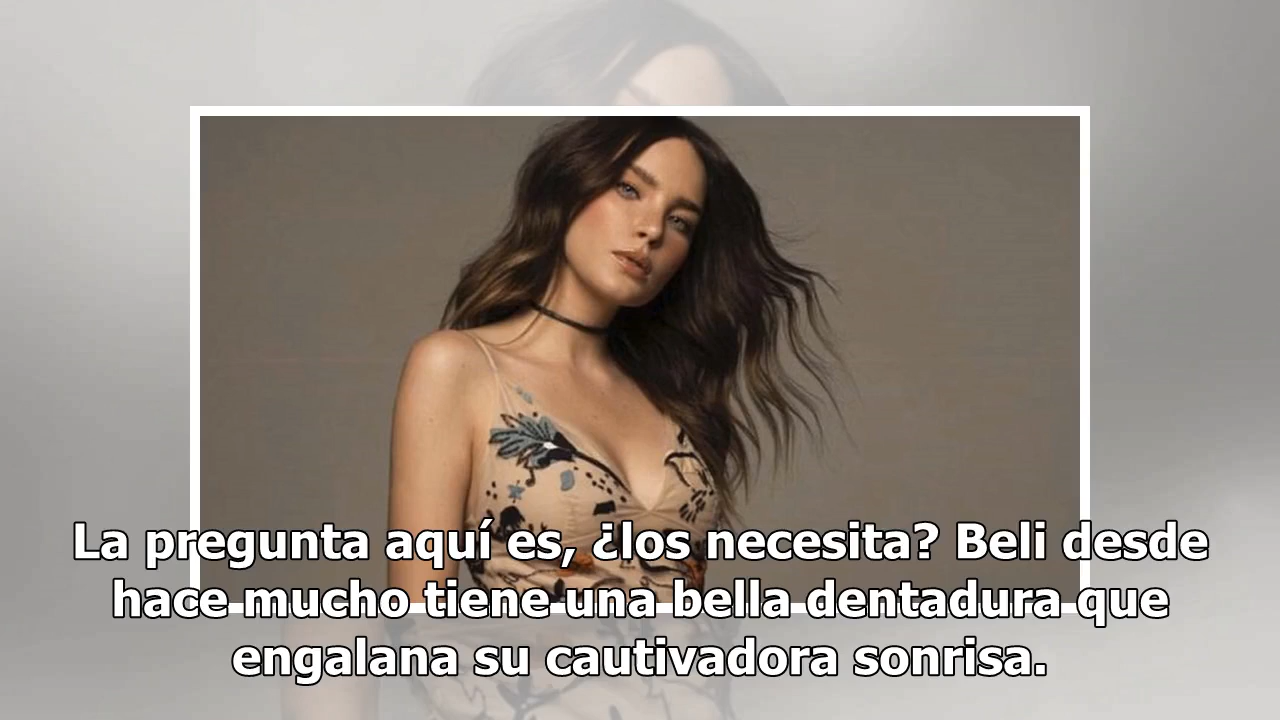 La pregunta aquí es, ¿los necesita? Beli desde
hace mucho tiene una bella dentadura que
engalana su cautivadora sonrisa.